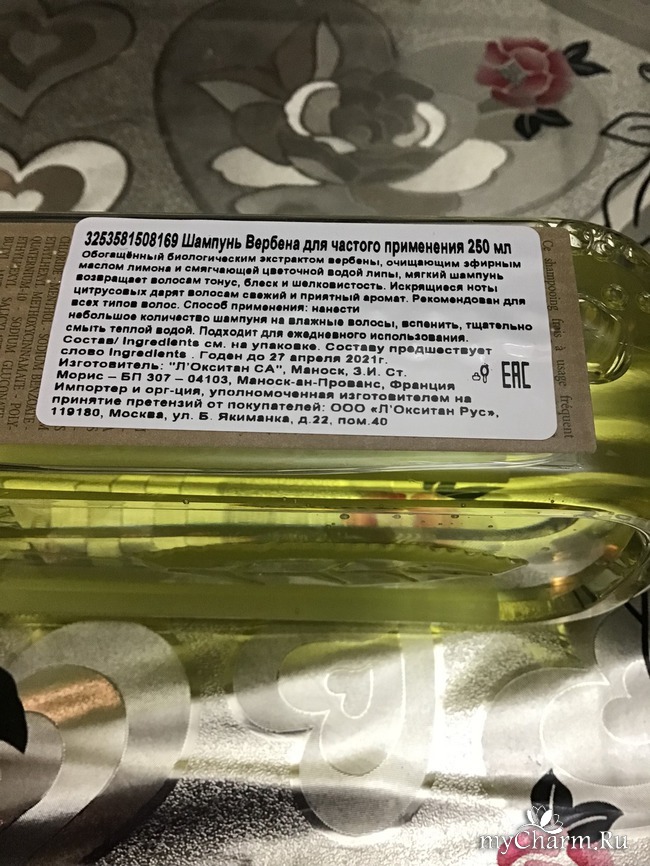 3253581508169 Шампунь Вербена для частого применения 250 мл
Обогащённый биологическим экстрактом вербены, очищающим эфирным
маслом лимона и смягчающей цветочной водой липы, мягкий шампунь
возвращает волосам тонус, блеск и шелковистость. Искрящиеся ноты
цитрусовых дарят волосам свежий и приятный аромат. Рекомендован для
всех типов волос. Способ применения: нанести
небольшое количество шампуня на влажные волосы, вспенить, тщательно
смыть теплой водой. Подходит для ежедневного использования.
Состав/ Ingredients см. на упаковке. Составу предшествует
слово Ingredients . Годен до 27 апреля 2021г.
Изготовитель: "Л'Окситан СА", Маноск, З.И. Ст.
Морис – БП 307 – 04103, Маноск-ан-Прованс, Франция
Импортер и орг-ция, уполномоченная изготовителем на
принятие претензий от покупателей: ООО «Л'Окситан Рус»,
119180, Москва, ул. Б. Якиманка, д.22, пом.40
EAC
Ce shampooing à usage fréquent
myCharm.Ru